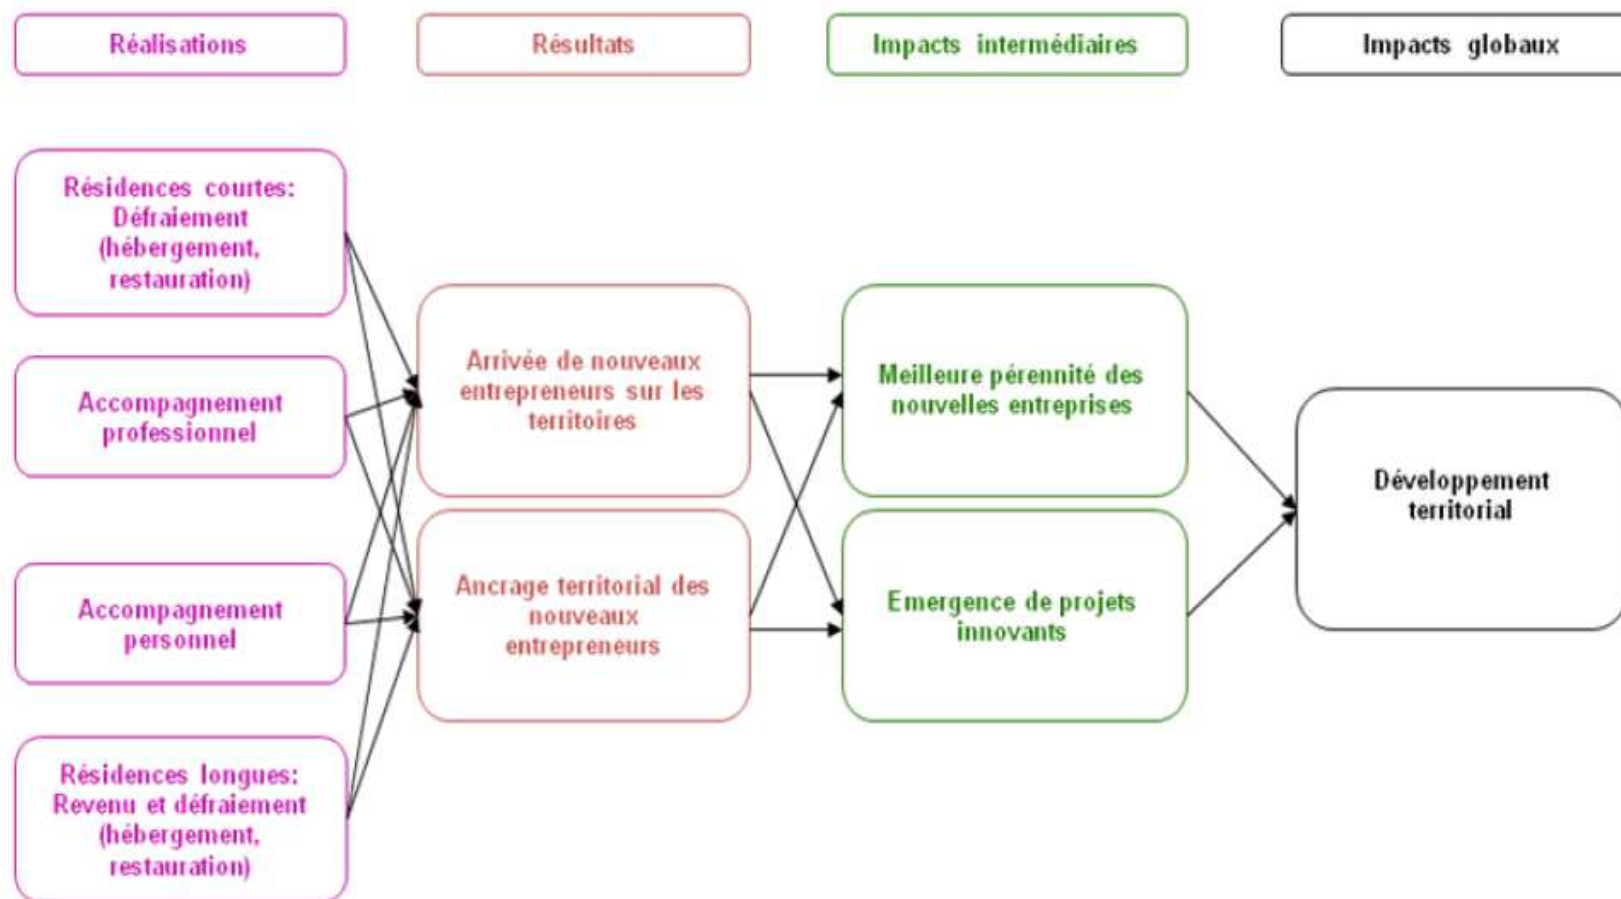 Réalisations
Résultats
Impacts intermédiaires
Impacts globaux
Résidences courtes:
Défraiement
(hébergement,
restauration)
Accompagnement
professionnel
Accompagnement
personnel
Résidences longues:
Revenu et défraiement
(hébergement,
restauration)
Arrivée de nouveaux
entrepreneurs sur les
territoires
Ancrage territorial des
nouveaux
entrepreneurs
Meilleure pérennité des
nouvelles entreprises
Emergence de projets
innovants
Développement
territorial